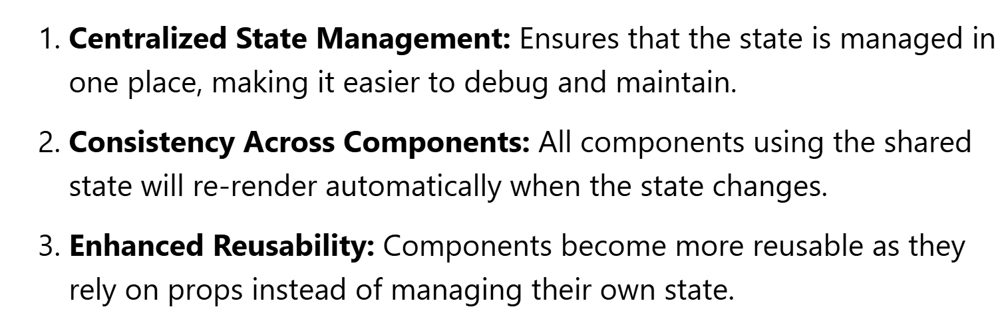 1. Centralized State Management: Ensures that the state is managed in
one place, making it easier to debug and maintain.
2. Consistency Across Components: All components using the shared
state will re-render automatically when the state changes.
3. Enhanced Reusability: Components become more reusable as they
rely on props instead of managing their own state.